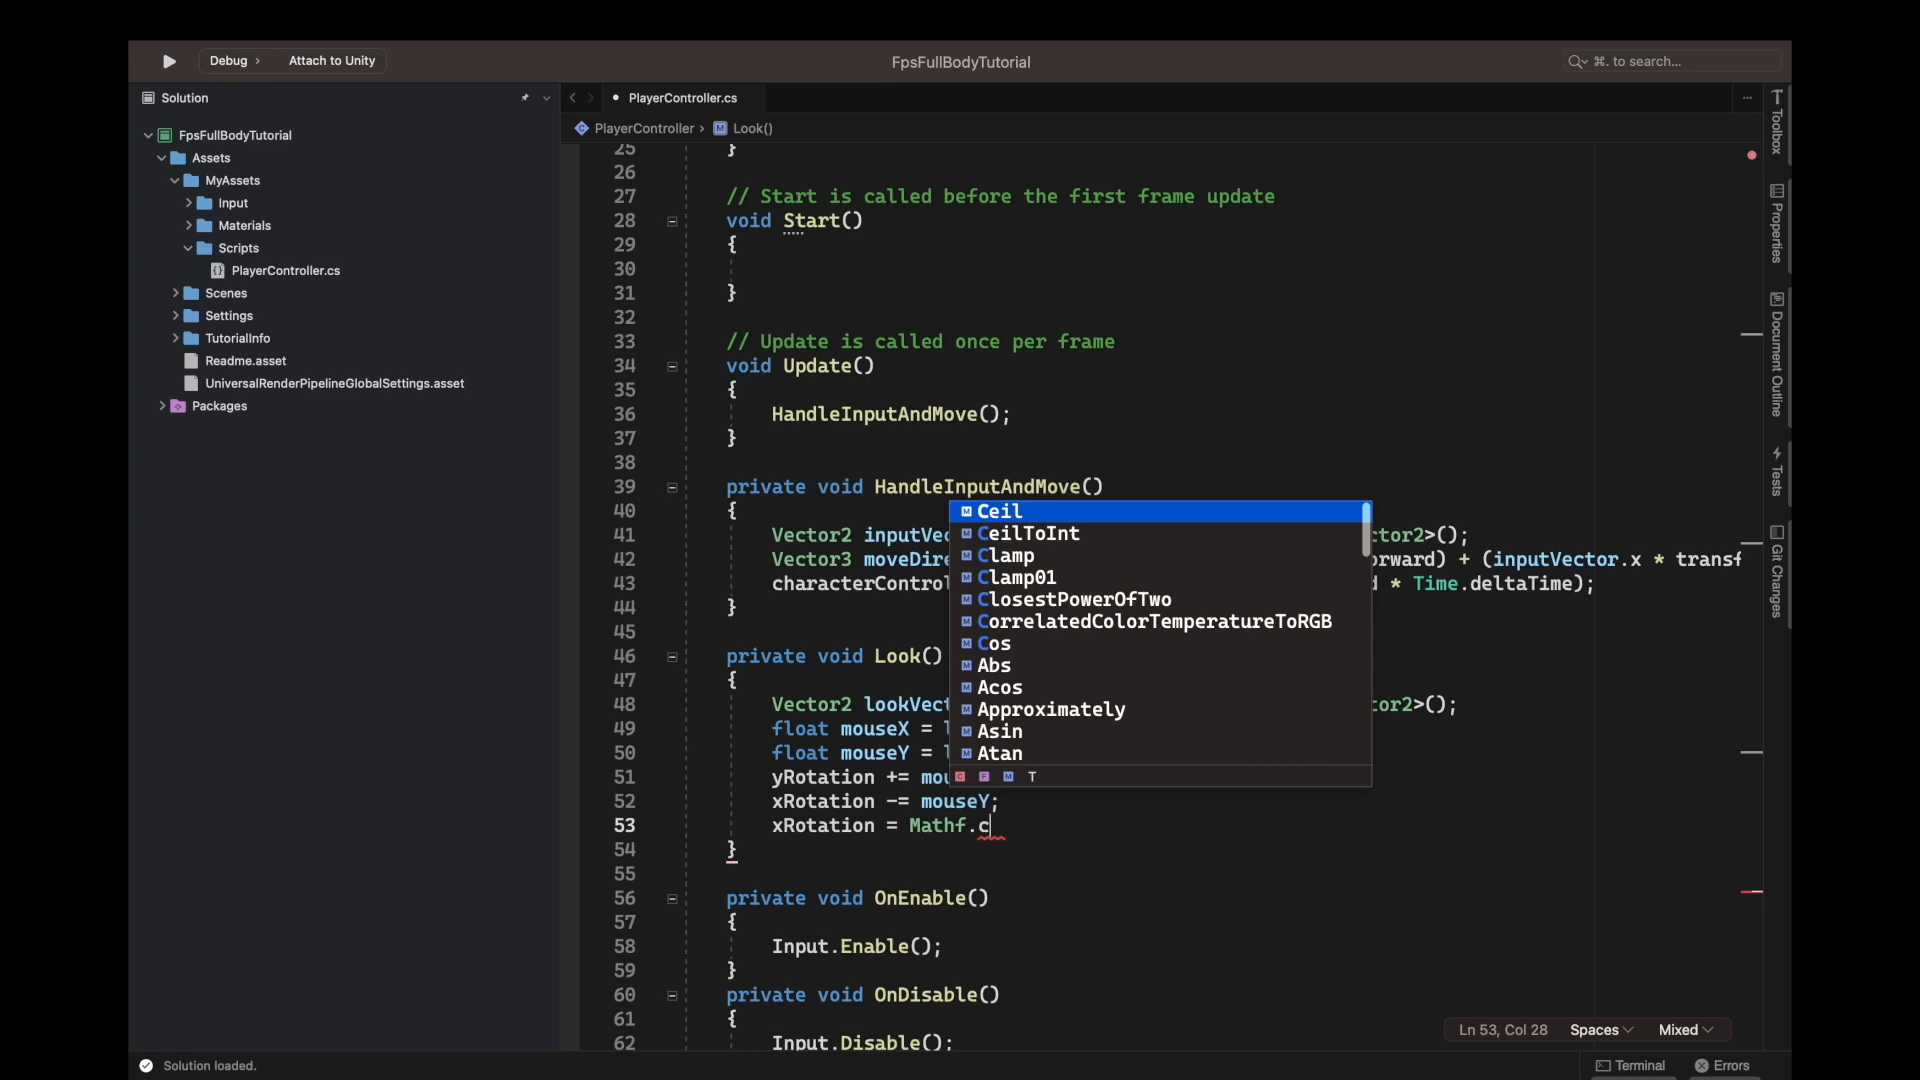 Debug › Attach to Unity
FpsFullBodyTutorial
⌘. to search...
Solution
PlayerController.cs
PlayerController › Look()
FpsFullBodyTutorial
Assets
MyAssets
Input
Materials
Scripts
PlayerController.cs
Scenes
Settings
TutorialInfo
Readme.asset
UniversalRenderPipelineGlobalSettings.asset
Packages
25 }
26
27 // Start is called before the first frame update
28 void Start()
29 {
30
31 }
32
33 // Update is called once per frame
34 void Update()
35 {
36 HandleInputAndMove();
37 }
38
39 private void HandleInputAndMove()
40 {
41 Vector2 inputVec ctor2>();
42 Vector3 moveDire orward) + (inputVector.x * transf
43 characterControl d * Time.deltaTime);
44 }
45
46 private void Look()
47 {
48 Vector2 lookVect tor2>();
49 float mouseX = l
50 float mouseY = l
51 yRotation += mou
52 xRotation -= mouseY;
53 xRotation = Mathf.c
54 }
55
56 private void OnEnable()
57 {
58 Input.Enable();
59 }
60 private void OnDisable()
61 {
62 Input.Disable();
Ceil
CeilToInt
Clamp
Clamp01
ClosestPowerOfTwo
CorrelatedColorTemperatureToRGB
Cos
Abs
Acos
Approximately
Asin
Atan
C F M T
Toolbox
Properties
Document Outline
Tests
Git Changes
Ln 53, Col 28 Spaces Mixed
Solution loaded.
Terminal Errors